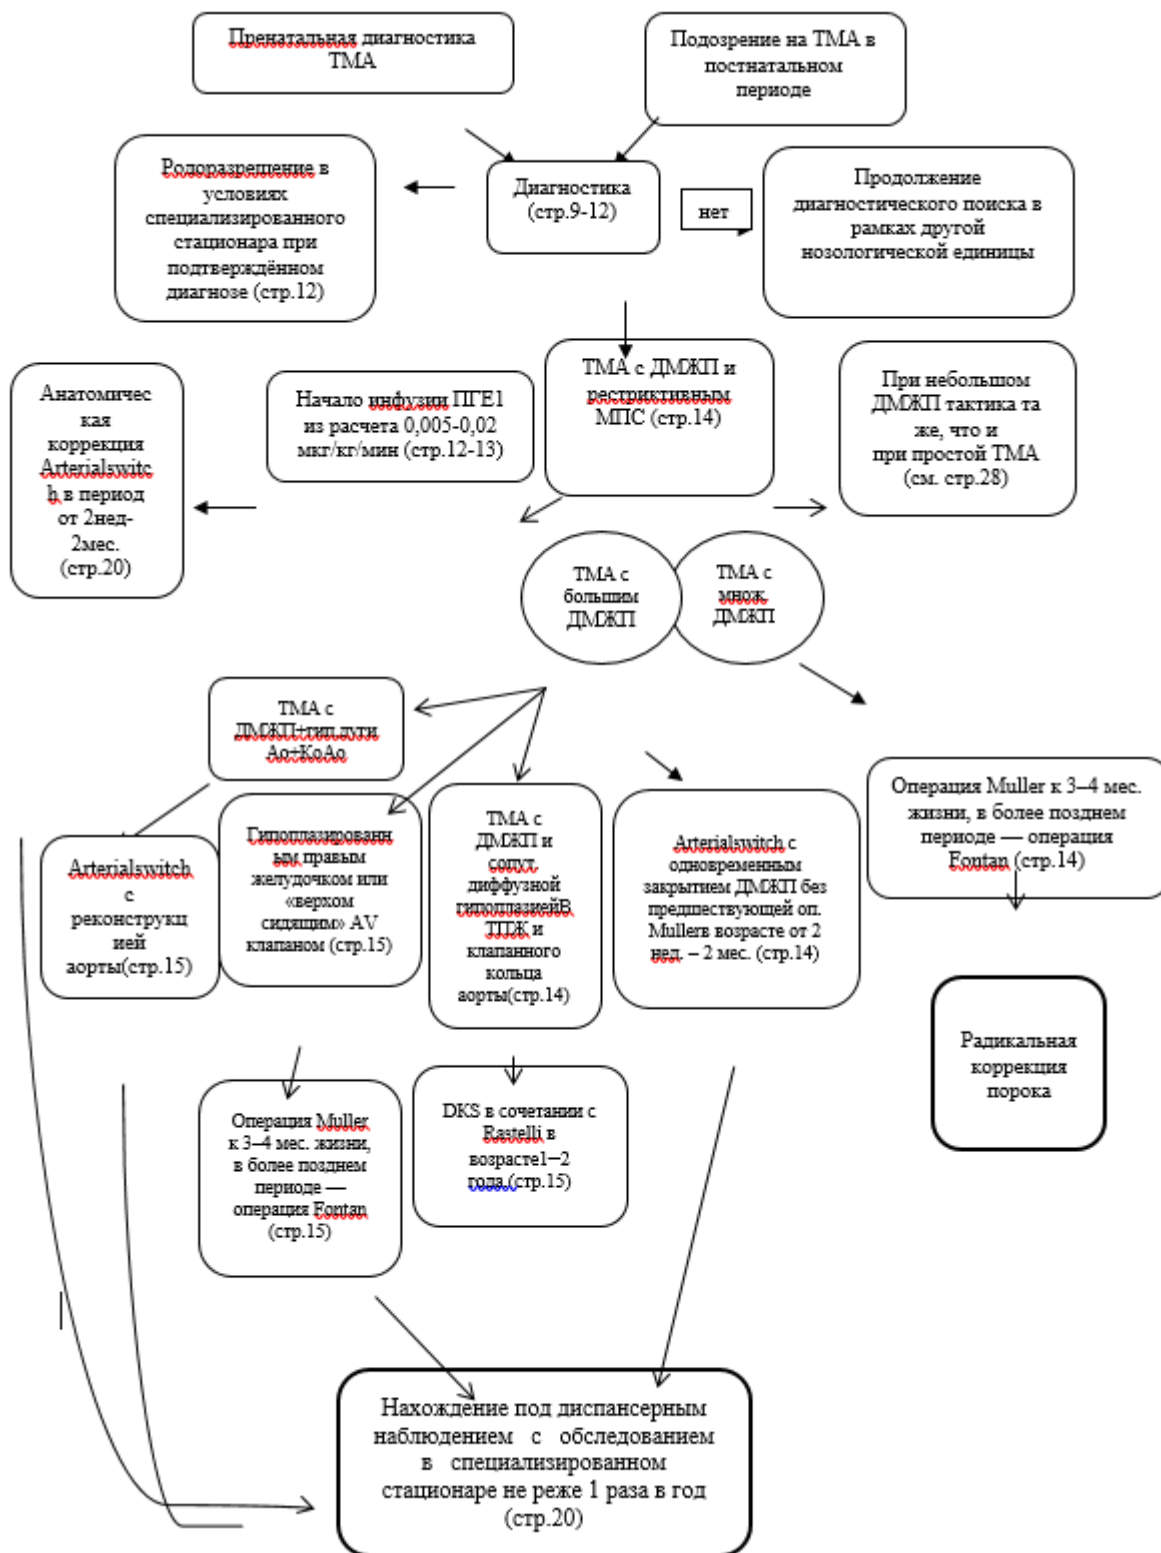 Пренатальная диагностика
ТМА
Подозрение на ТМА в
постнатальном
периоде
Родоразрешение в
условиях
специализированного
стационара при
подтверждённом
диагнозе (стр.12)
Диагностика
(стр.9-12)
нет
Продолжение
диагностического поиска в
рамках другой
нозологической единицы
Анатомичес
кая
коррекция
Arterialswitc
h в период
от 2нед-
2мес.
(стр.20)
Начало инфузии ПГЕ1
из расчета 0,005-0,02
мкг/кг/мин (стр.12-13)
ТМА с ДМЖП и
рестриктивным
МПС (стр.14)
При небольшом
ДМЖП тактика та
же, что и
при простой ТМА
(см. стр.28)
ТМА с
большим
ДМЖП
ТМА с
множ.
ДМЖП
ТМА с
ДМЖП+гип.дуги
Ао+КоАо
Arterialswitch
с
реконструкц
ией
аорты(стр.15)
Гипоплазированн
ым правым
желудочком или
«верхом
сидящим» AV
клапаном (стр.15)
ТМА с
ДМЖП и
сопут.
диффузной
гипоплазиейВ
ТПЖ и
клапанного
кольца
аорты(стр.14)
Arterialswitch с
одновременным
закрытием ДМЖП без
предшествующей оп.
Mullerв возрасте от 2
нед. – 2 мес. (стр.14)
Операция Muller к 3–4 мес.
жизни, в более позднем
периоде — операция
Fontan (стр.14)
Радикальная
коррекция
порока
Операция Muller
к 3–4 мес. жизни,
в более позднем
периоде —
операция Fontan
(стр.15)
DKS в сочетании с
Rastelli в
возрасте1–2
года.(стр.15)
Нахождение под диспансерным
наблюдением с обследованием
в специализированном
стационаре не реже 1 раза в год
(стр.20)